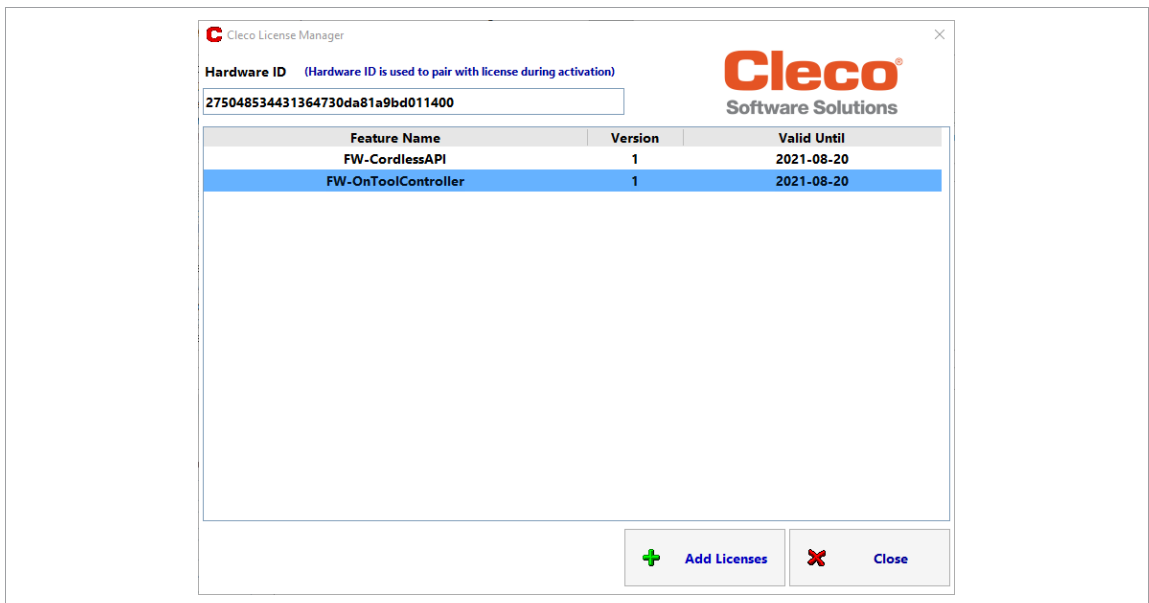 Cleco License Manager
Hardware ID (Hardware ID is used to pair with license during activation)
275048534431364730da81a9bd011400
Cleco®
Software Solutions
Feature Name Version Valid Until
FW-CordlessAPI 1 2021-08-20
FW-OnToolController 1 2021-08-20
Add Licenses Close